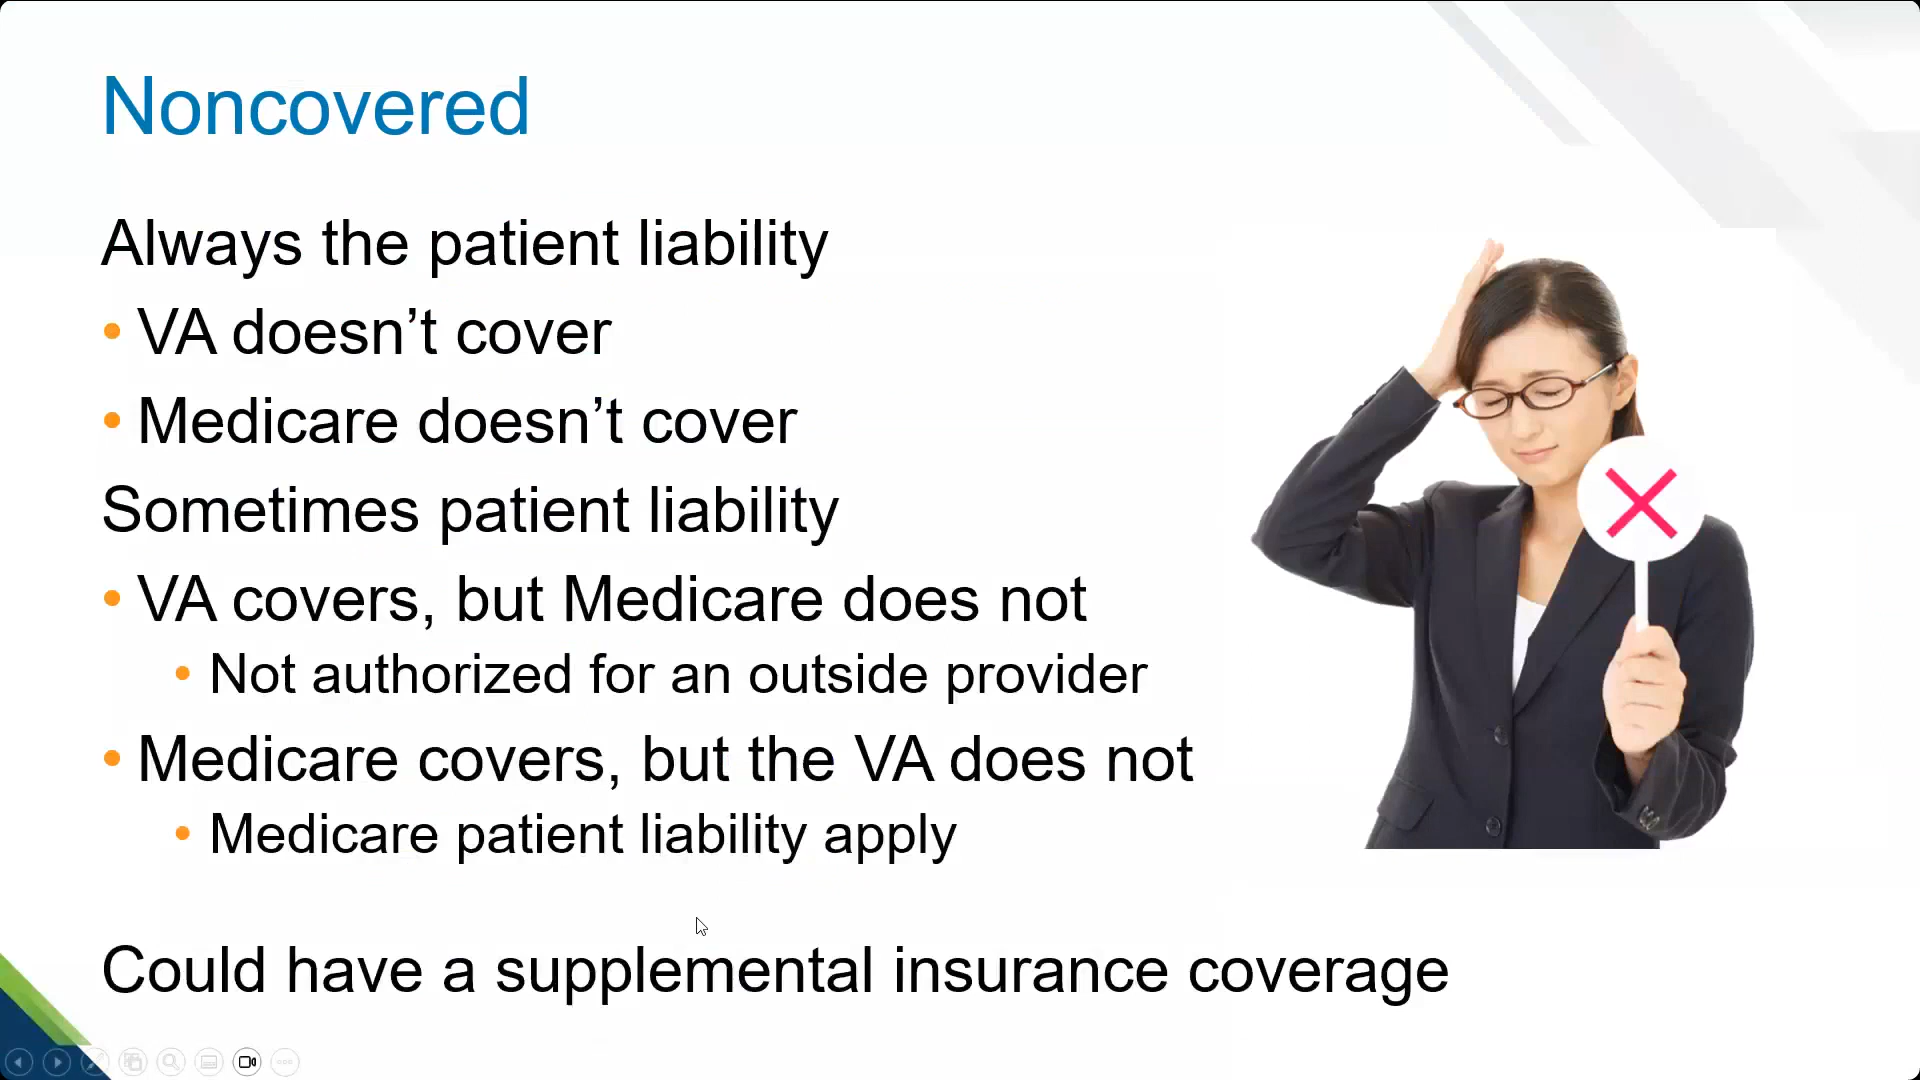 Noncovered
Always the patient liability
• VA doesn’t cover
• Medicare doesn’t cover
Sometimes patient liability
• VA covers, but Medicare does not
• Not authorized for an outside provider
• Medicare covers, but the VA does not
• Medicare patient liability apply
Could have a supplemental insurance coverage